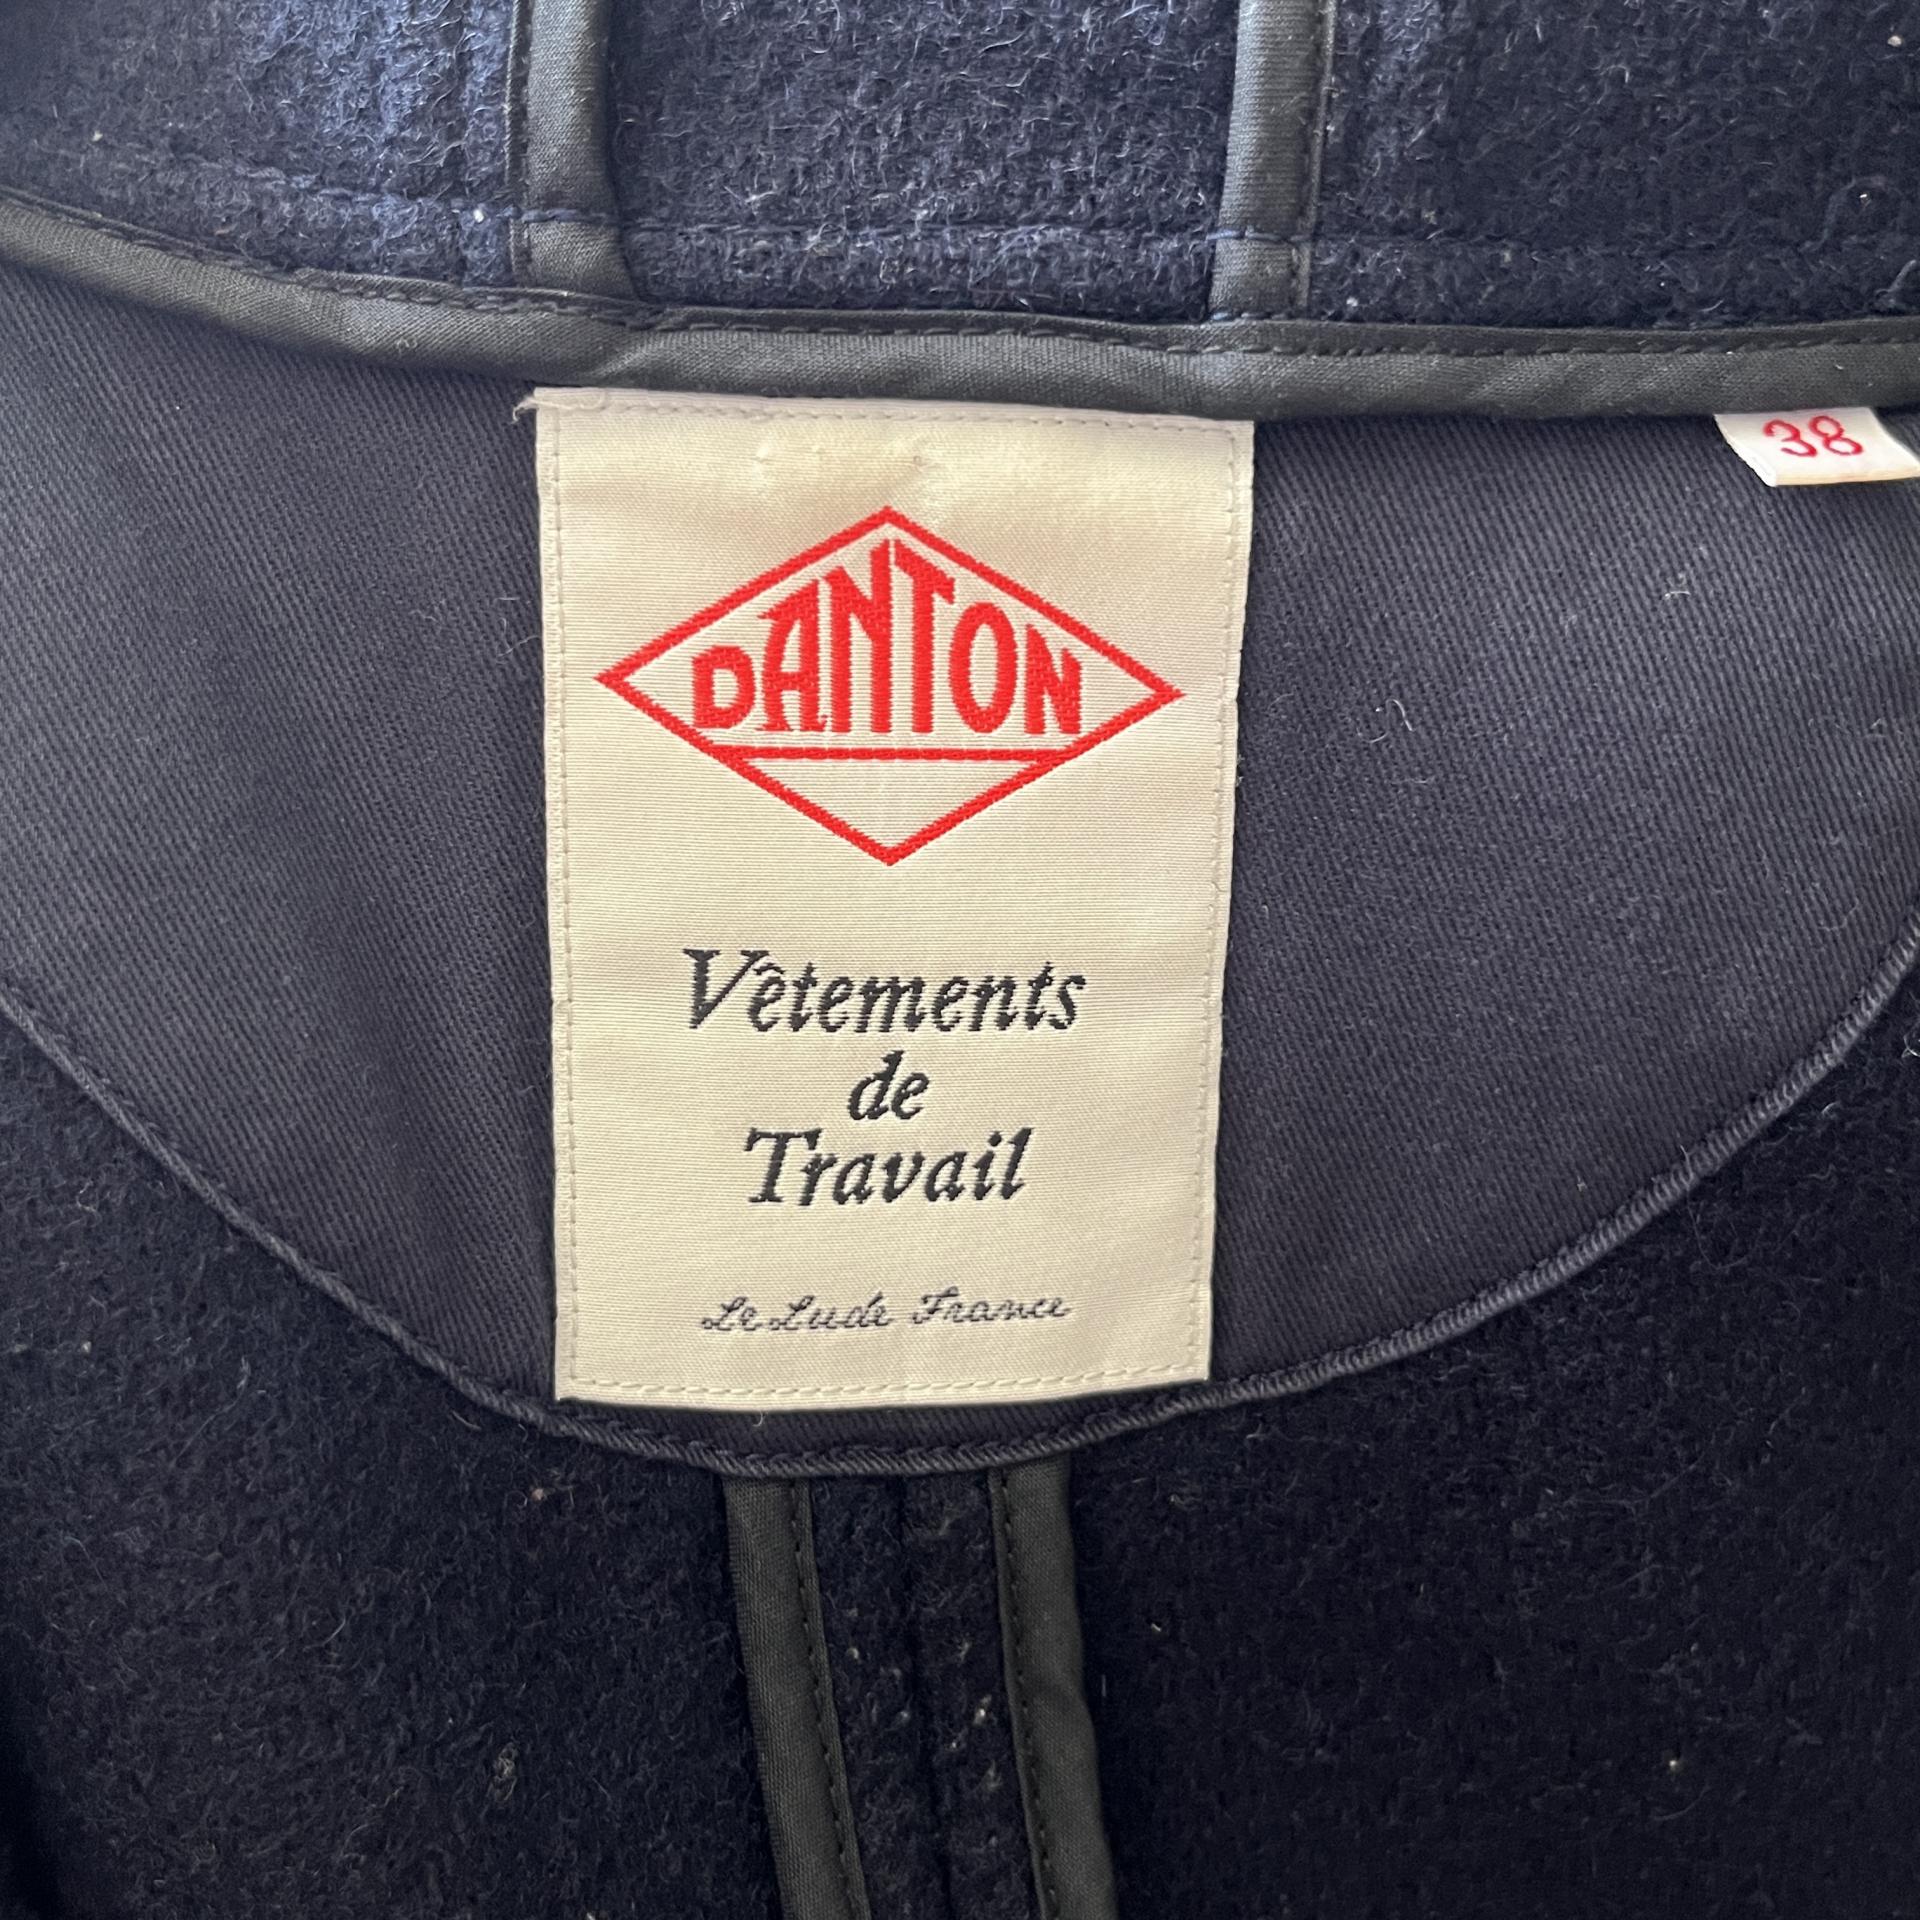 38
DANTON
Vêtements
de
Travail
Le Lude France